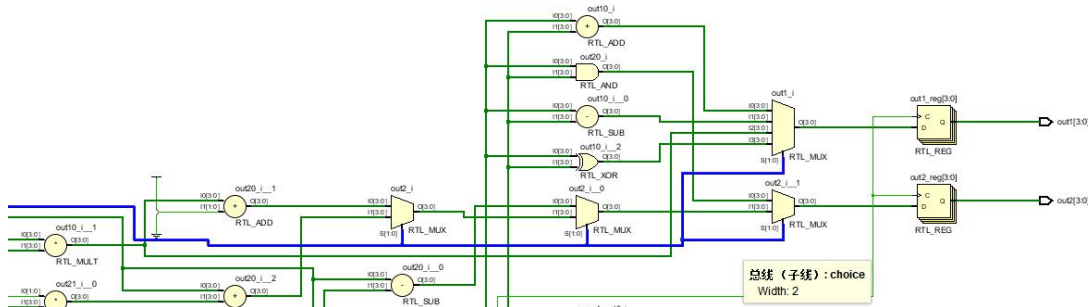 out10_i
I0[3:0]
I1[3:0]
+
O[3:0]
RTL_ADD
out20_i
I0[3:0]
I1[3:0]
O[3:0]
RTL_AND
out10_i__0
I0[3:0]
I1[3:0]
-
O[3:0]
RTL_SUB
out10_i__2
I0[3:0]
I1[3:0]
O[3:0]
RTL_XOR
out1_i
I0[3:0]
I1[3:0]
I2[3:0]
I3[3:0]
S[1:0]
O[3:0]
RTL_MUX
out1_reg[3:0]
C
D
Q
RTL_REG
out1[3:0]
out20_i__1
I0[3:0]
I1[1:0]
+
O[3:0]
RTL_ADD
out2_i
I0[3:0]
I1[3:0]
S[1:0]
O[3:0]
RTL_MUX
out2_i__0
I0[3:0]
I1[3:0]
S[1:0]
O[3:0]
RTL_MUX
out2_i__1
I0[3:0]
I1[3:0]
S[1:0]
O[3:0]
RTL_MUX
out2_reg[3:0]
C
D
Q
RTL_REG
out2[3:0]
out10_i__1
I0[3:0]
I1[3:0]
O[3:0]
RTL_MULT
out21_i__0
I0[1:0]
I1[3:0]
O[3:0]
out20_i__2
I0[3:0]
I1[3:0]
+
O[3:0]
out20_i__0
I0[3:0]
I1[3:0]
-
O[3:0]
RTL_SUB
总线（子线）: choice
Width: 2